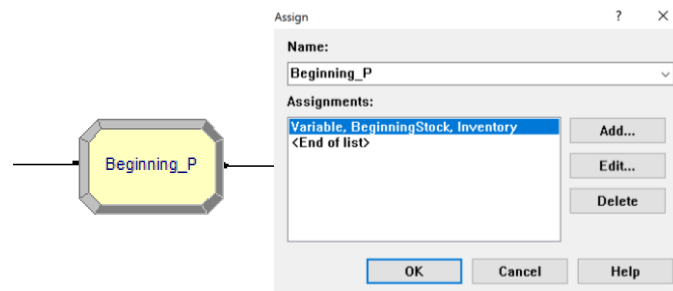 Beginning_P
Assign
?
Name:
Beginning_P
Assignments:
Variable, BeginningStock, Inventory
<End of list>
Add...
Edit...
Delete
OK
Cancel
Help